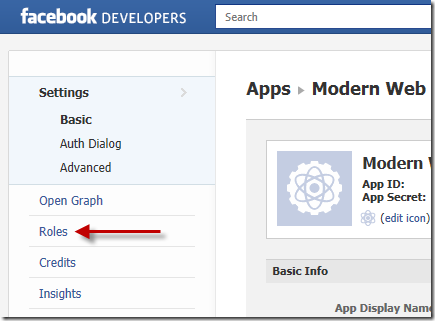 facebook DEVELOPERS
Search
Settings
Basic
Auth Dialog
Advanced
Open Graph
Roles
Credits
Insights
Apps ▸ Modern Web
Modern W
App ID:
App Secret:
(edit icon)
Basic Info
App Display Name